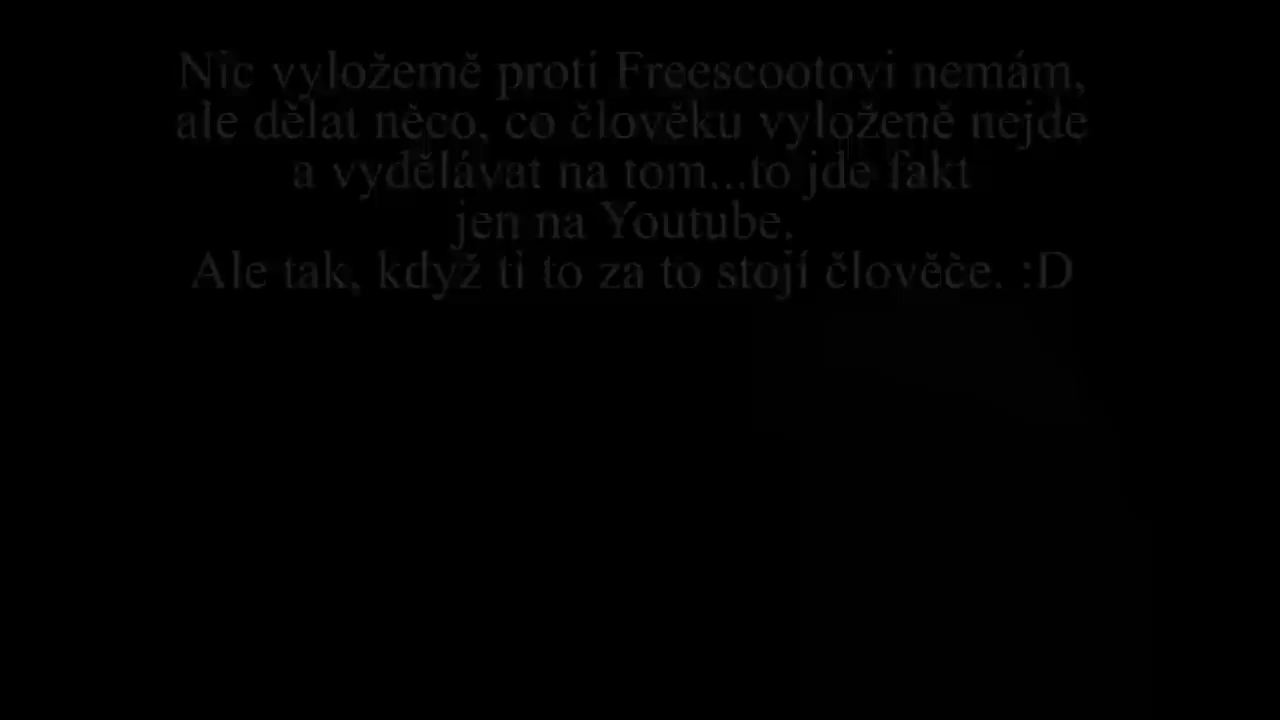 Nic vyložemě proti Freescootovi nemám,
ale dělat něco, co člověku vyloženě nejde
a vydělávat na tom...to jde fakt
jen na Youtube.
Ale tak, když ti to za to stojí člověče. :D